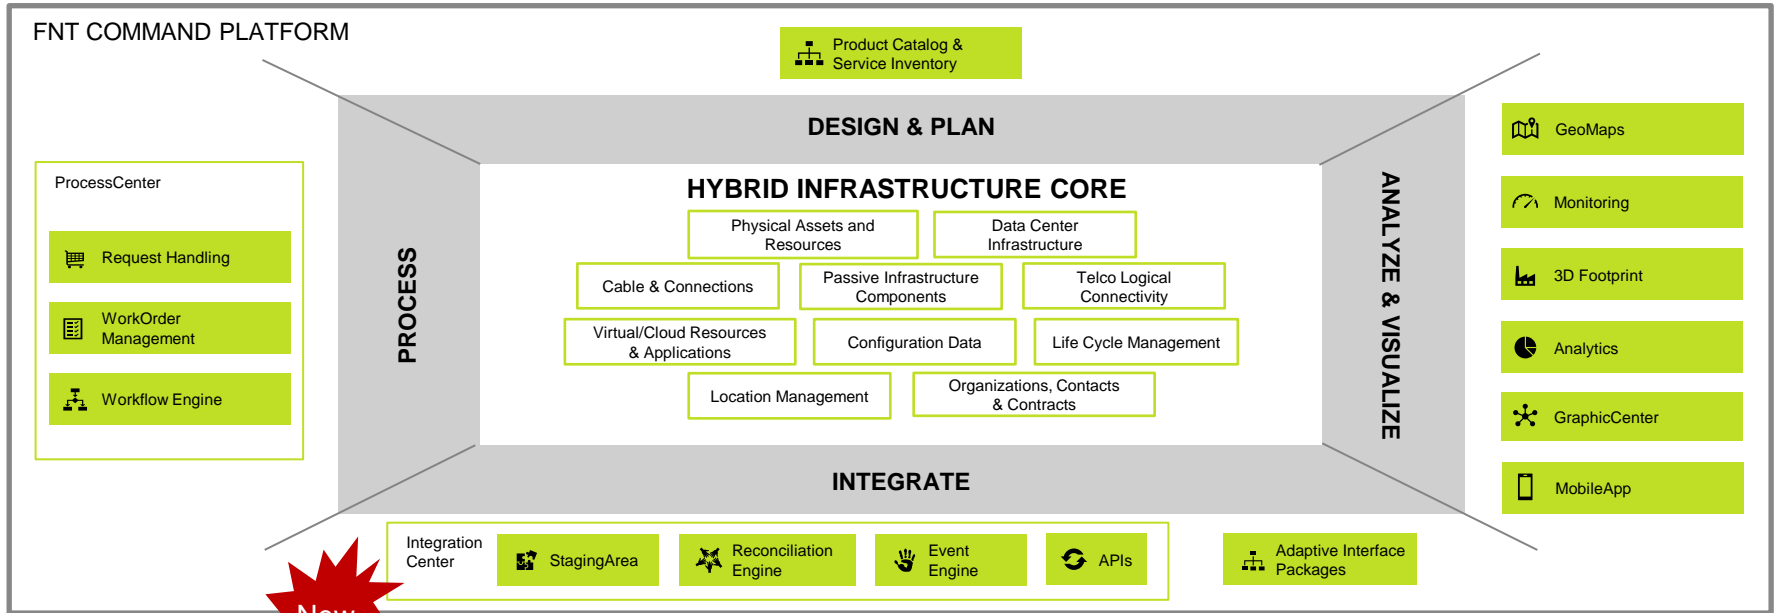 FNT COMMAND PLATFORM
Product Catalog &
Service Inventory
DESIGN & PLAN
ProcessCenter
Request Handling
WorkOrder
Management
Workflow Engine
PROCESS
HYBRID INFRASTRUCTURE CORE
Physical Assets and
Resources
Data Center
Infrastructure
Cable & Connections
Passive Infrastructure
Components
Telco Logical
Connectivity
Virtual/Cloud Resources
& Applications
Configuration Data
Life Cycle Management
Location Management
Organizations, Contacts
& Contracts
ANALYZE & VISUALIZE
GeoMaps
Monitoring
3D Footprint
Analytics
GraphicCenter
MobileApp
INTEGRATE
Integration
Center
StagingArea
Reconciliation
Engine
Event
Engine
APIs
Adaptive Interface
Packages
New